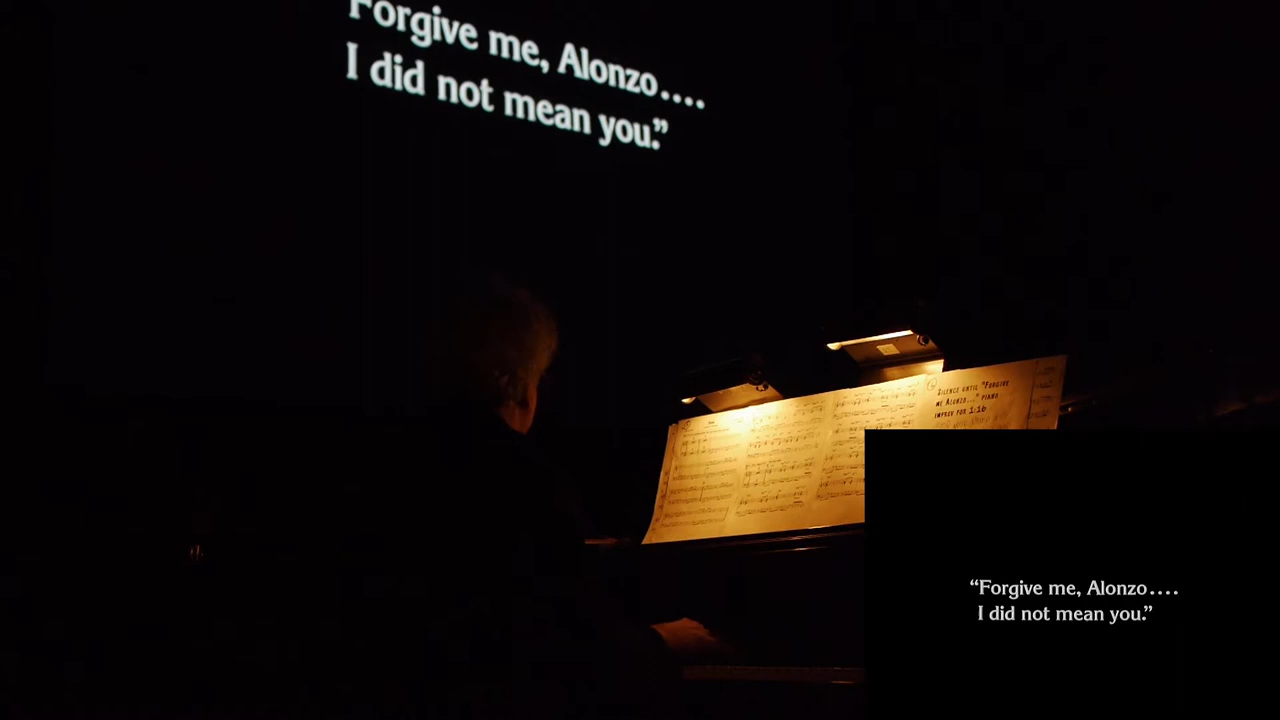 Forgive me, Alonzo....
I did not mean you.”
SILENCE UNTIL “FORGIVE
ME ALONZO...” PIANO
IMPROV FOR 1:16
“Forgive me, Alonzo....
I did not mean you.”